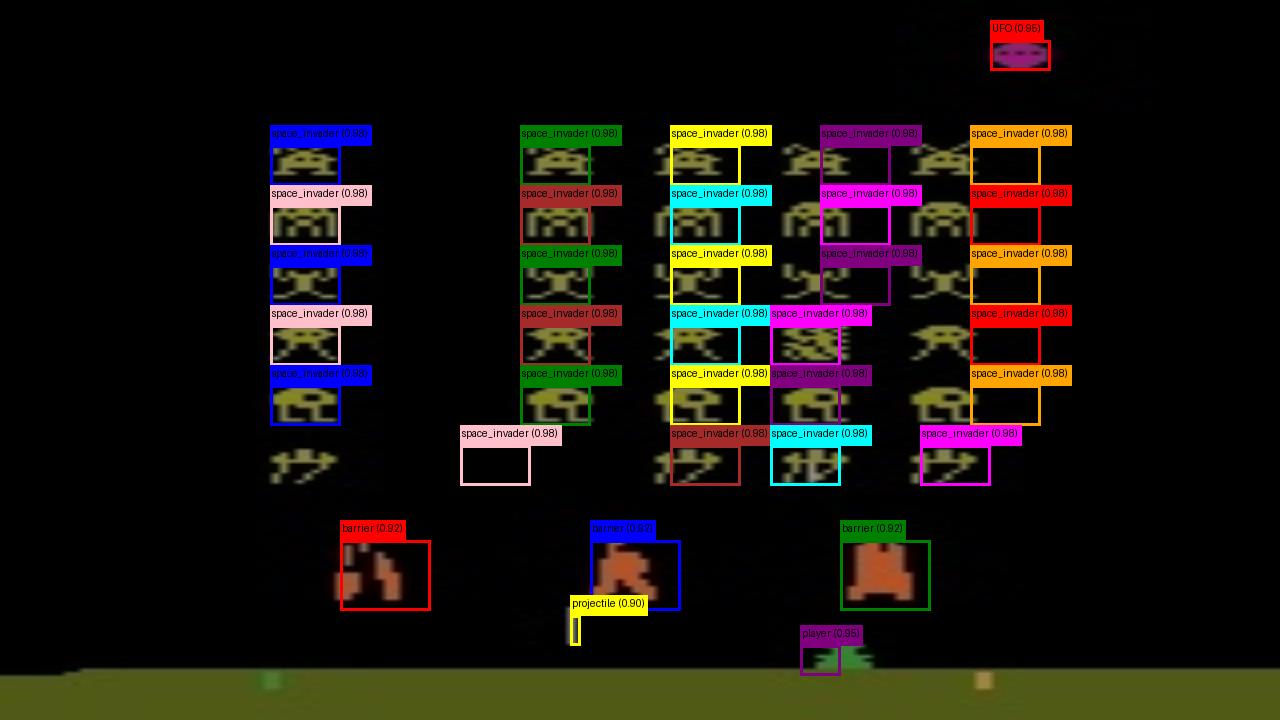 UFO (0.95)
space_invader (0.98) space_invader (0.98) space_invader (0.98) space_invader (0.98) space_invader (0.98)
space_invader (0.98) space_invader (0.98) space_invader (0.98) space_invader (0.98) space_invader (0.98)
space_invader (0.98) space_invader (0.98) space_invader (0.98) space_invader (0.98) space_invader (0.98)
space_invader (0.98) space_invader (0.98) space_invader (0.98) space_invader (0.98) space_invader (0.98)
space_invader (0.98) space_invader (0.98) space_invader (0.98) space_invader (0.98) space_invader (0.98)
space_invader (0.98) space_invader (0.98) space_invader (0.98) space_invader (0.98)
barrier (0.92) barrier (0.92) barrier (0.92)
projectile (0.90)
player (0.95)